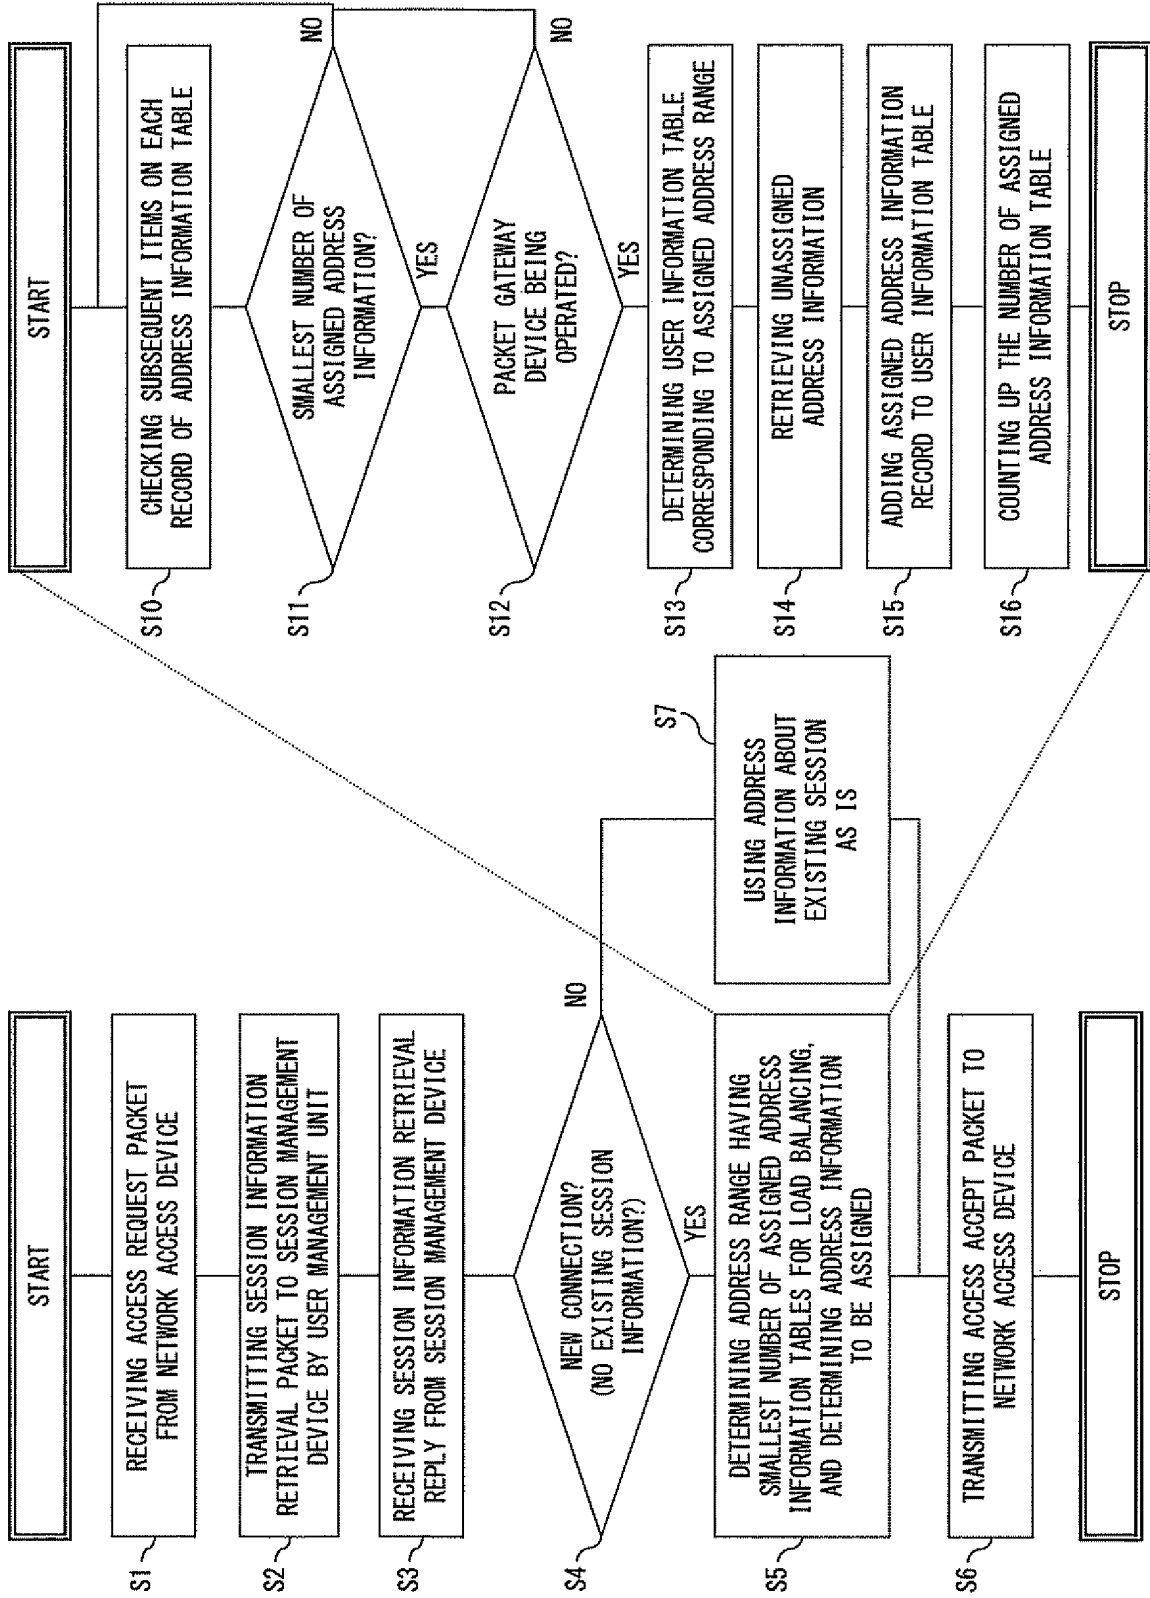 START
S1
RECEIVING ACCESS REQUEST PACKET
FROM NETWORK ACCESS DEVICE
S2
TRANSMITTING SESSION INFORMATION
RETRIEVAL PACKET TO SESSION MANAGEMENT
DEVICE BY USER MANAGEMENT UNIT
S3
RECEIVING SESSION INFORMATION RETRIEVAL
REPLY FROM SESSION MANAGEMENT DEVICE
S4
NEW CONNECTION?
(NO EXISTING SESSION
INFORMATION?)
NO
YES
S5
DETERMINING ADDRESS RANGE HAVING
SMALLEST NUMBER OF ASSIGNED ADDRESS
INFORMATION TABLES FOR LOAD BALANCING,
AND DETERMINING ADDRESS INFORMATION
TO BE ASSIGNED
S7
USING ADDRESS
INFORMATION ABOUT
EXISTING SESSION
AS IS
S6
TRANSMITTING ACCESS ACCEPT PACKET TO
NETWORK ACCESS DEVICE
STOP
START
S10
CHECKING SUBSEQUENT ITEMS ON EACH
RECORD OF ADDRESS INFORMATION TABLE
S11
SMALLEST NUMBER OF
ASSIGNED ADDRESS
INFORMATION?
NO
YES
S12
PACKET GATEWAY
DEVICE BEING
OPERATED?
NO
YES
S13
DETERMINING USER INFORMATION TABLE
CORRESPONDING TO ASSIGNED ADDRESS RANGE
S14
RETRIEVING UNASSIGNED
ADDRESS INFORMATION
S15
ADDING ASSIGNED ADDRESS INFORMATION
RECORD TO USER INFORMATION TABLE
S16
COUNTING UP THE NUMBER OF ASSIGNED
ADDRESS INFORMATION TABLE
STOP